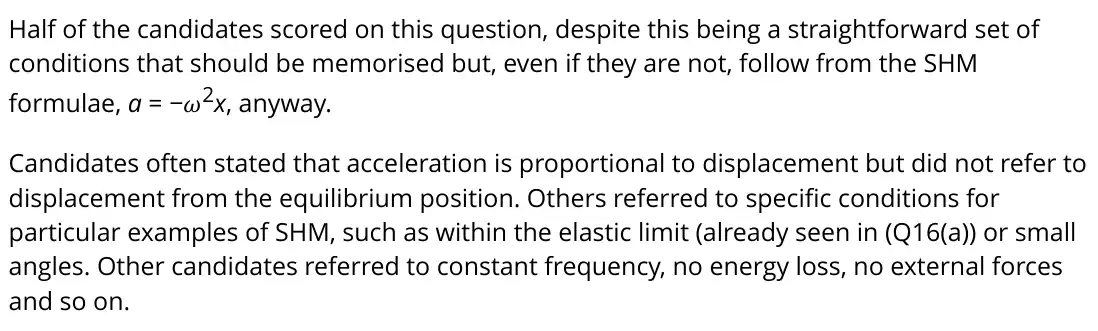 Half of the candidates scored on this question, despite this being a straightforward set of
conditions that should be memorised but, even if they are not, follow from the SHM
formulae, a = −ω²x, anyway.
Candidates often stated that acceleration is proportional to displacement but did not refer to
displacement from the equilibrium position. Others referred to specific conditions for
particular examples of SHM, such as within the elastic limit (already seen in (Q16(a)) or small
angles. Other candidates referred to constant frequency, no energy loss, no external forces
and so on.